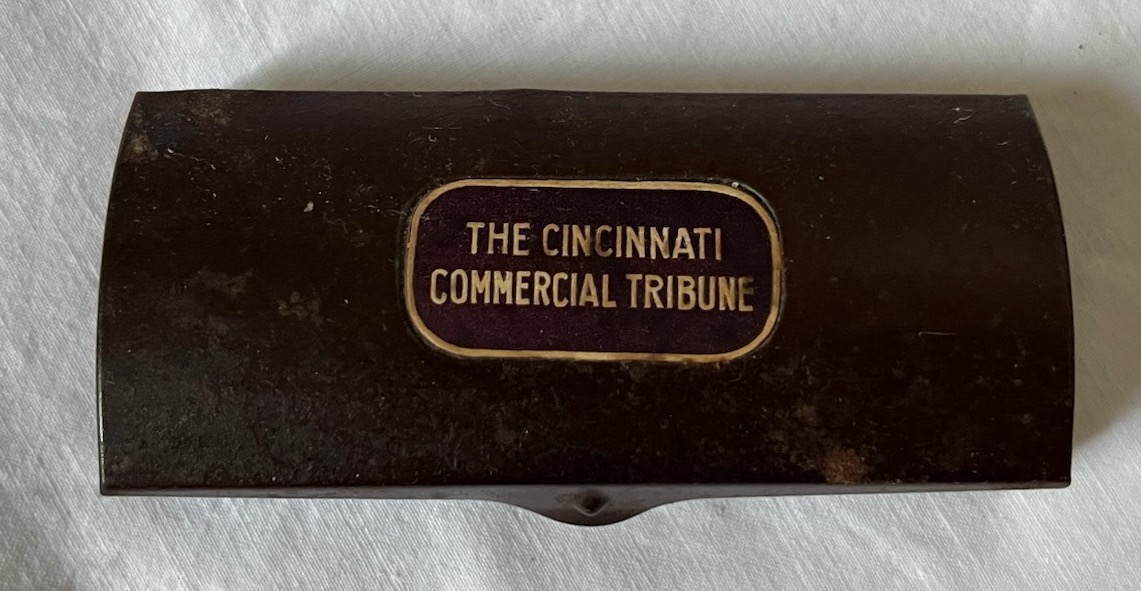 THE CINCINNATI
COMMERCIAL TRIBUNE